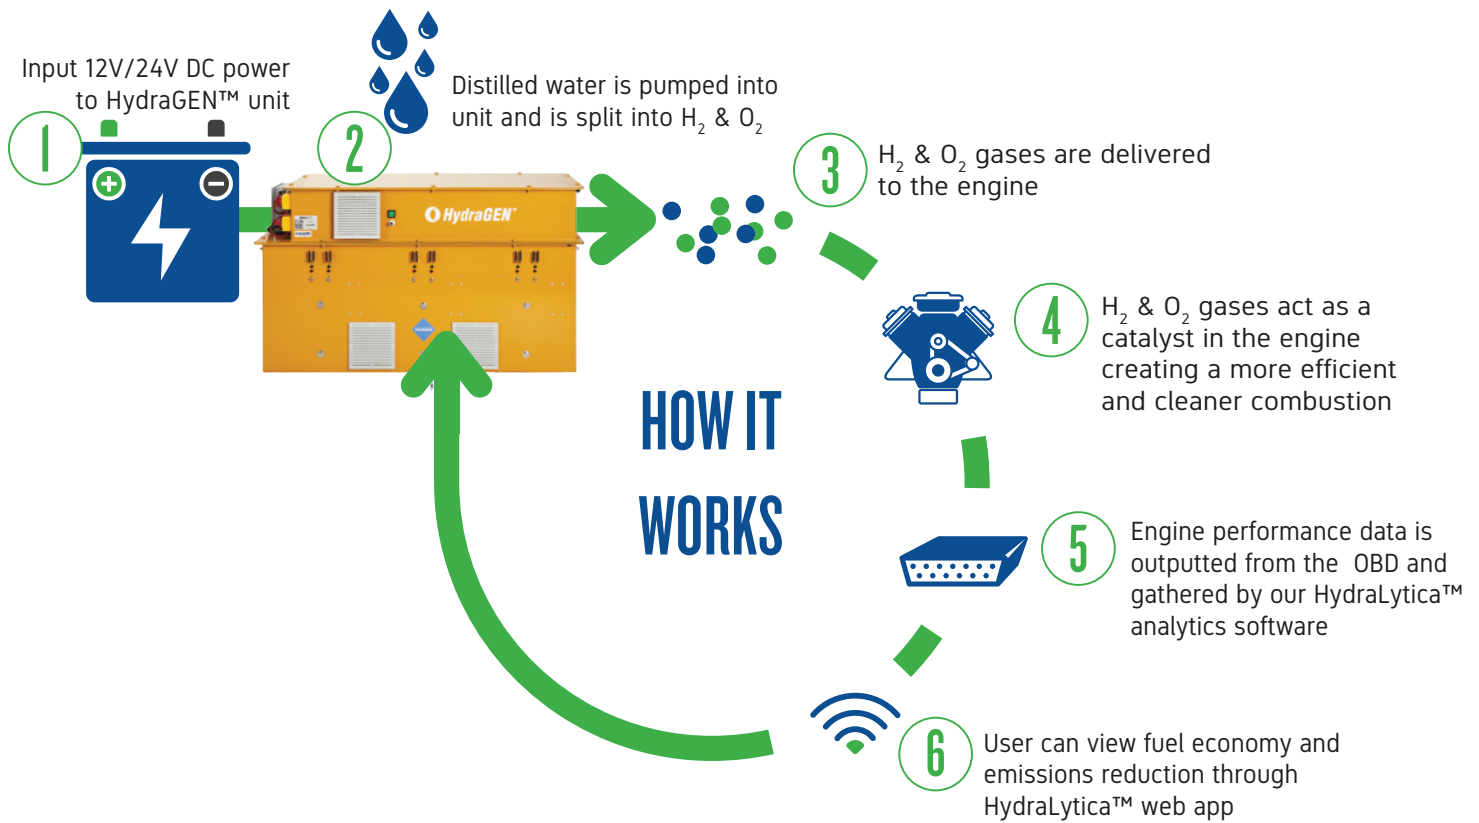 Input 12V/24V DC power
to HydraGEN™ unit
1
2
Distilled water is pumped into
unit and is split into H₂ & O₂
HydraGEN™
3
H₂ & O₂ gases are delivered
to the engine
4
H₂ & O₂ gases act as a
catalyst in the engine
creating a more efficient
and cleaner combustion
HOW IT
WORKS
5
Engine performance data is
outputted from the OBD and
gathered by our HydraLytica™
analytics software
6
User can view fuel economy and
emissions reduction through
HydraLytica™ web app